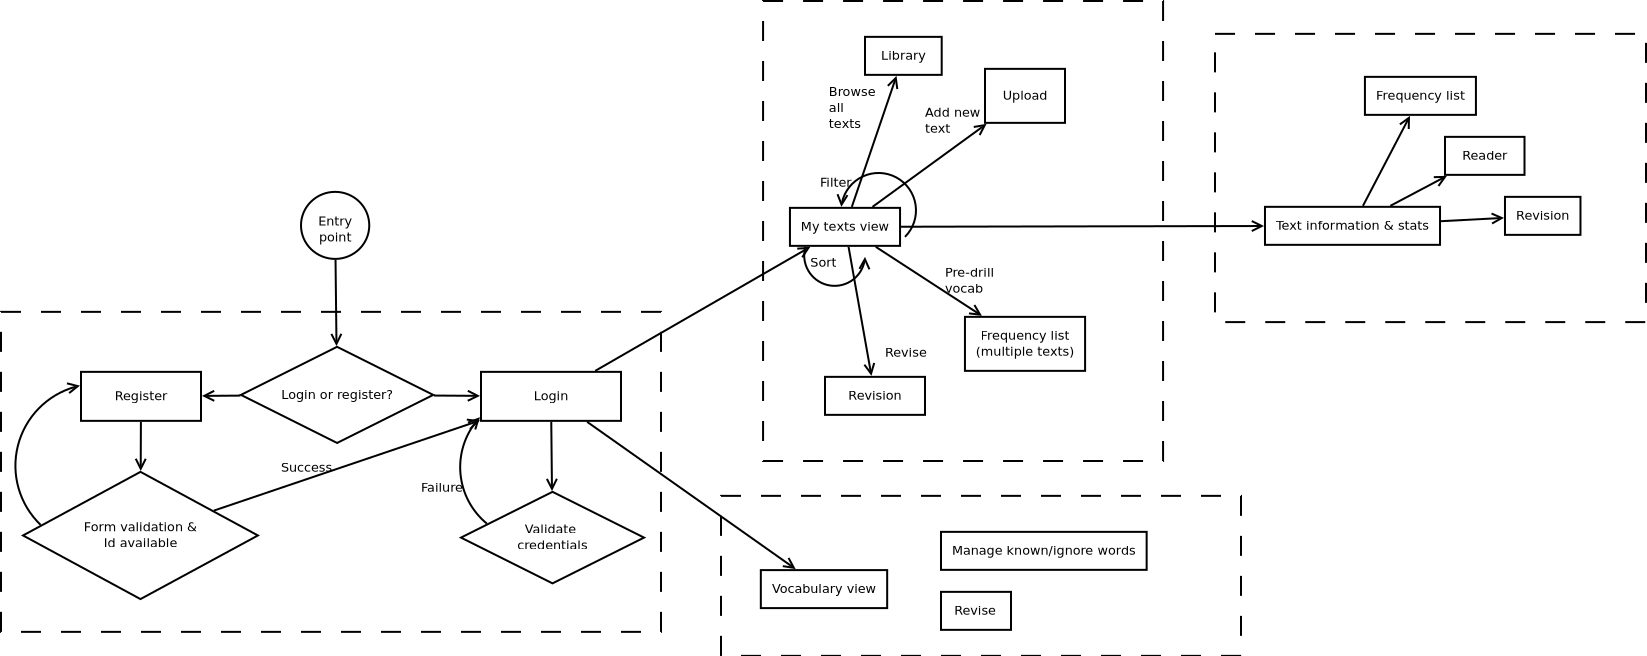 Entry
point
Login or register?
Register
Login
Success
Failure
Form validation &
Id available
Validate
credentials
Library
Upload
Browse
all
texts
Add new
text
Filter
My texts view
Sort
Pre-drill
vocab
Frequency list
(multiple texts)
Revise
Revision
Frequency list
Reader
Revision
Text information & stats
Manage known/ignore words
Vocabulary view
Revise